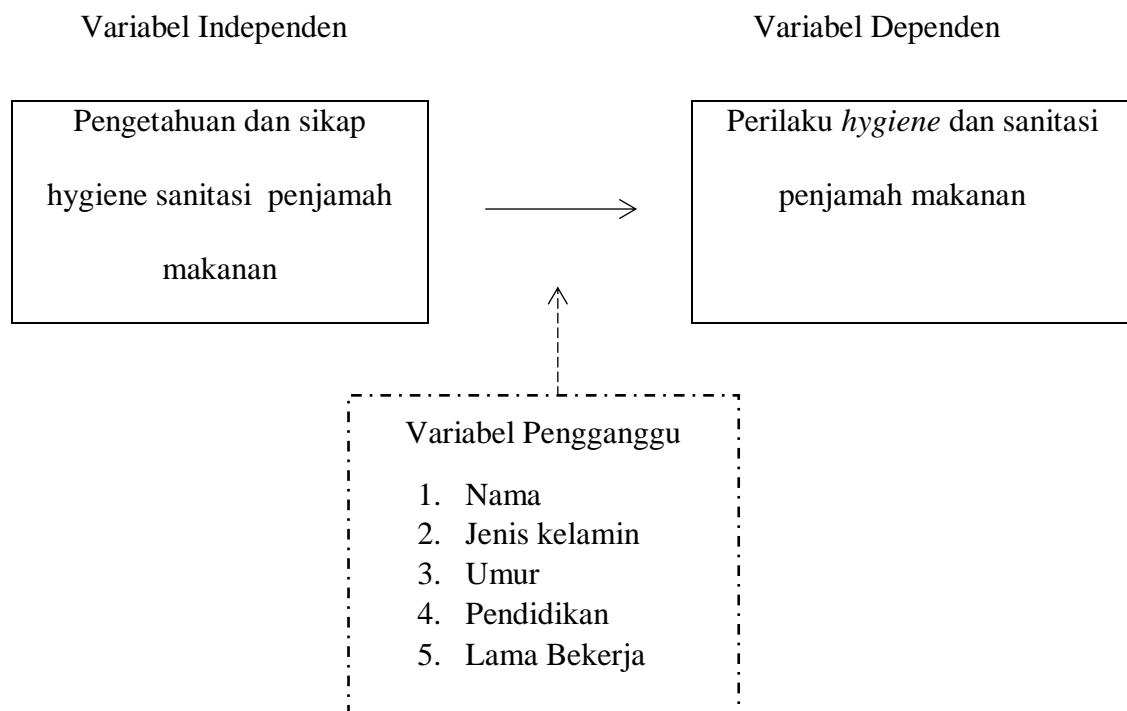 Variabel Independen
Variabel Dependen
Pengetahuan dan sikap
hygiene sanitasi penjamah
makanan
Perilaku hygiene dan sanitasi
penjamah makanan
Variabel Pengganggu
1. Nama
2. Jenis kelamin
3. Umur
4. Pendidikan
5. Lama Bekerja